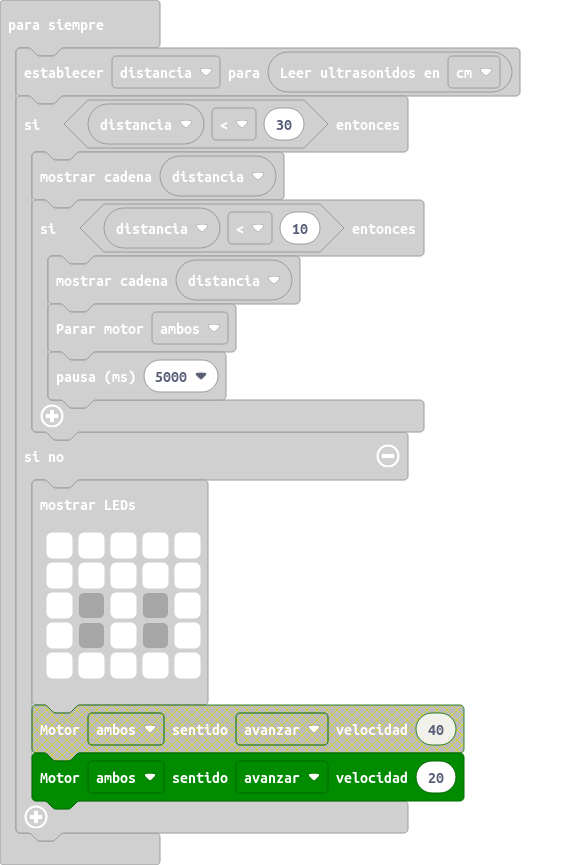 para siempre
establecer distancia para Leer ultrasonidos en cm
si distancia < 30 entonces
mostrar cadena distancia
si distancia < 10 entonces
mostrar cadena distancia
Parar motor ambos
pausa (ms) 5000
si no
mostrar LEDs
Motor ambos sentido avanzar velocidad 40
Motor ambos sentido avanzar velocidad 20